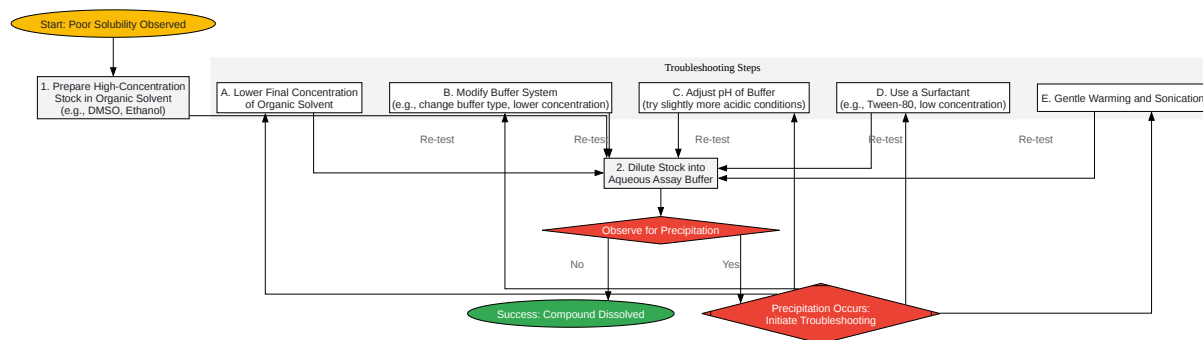 Start: Poor Solubility Observed
Troubleshooting Steps
1. Prepare High-Concentration
Stock in Organic Solvent
(e.g., DMSO, Ethanol)
A. Lower Final Concentration
of Organic Solvent
B. Modify Buffer System
(e.g., change buffer type, lower concentration)
C. Adjust pH of Buffer
(try slightly more acidic conditions)
D. Use a Surfactant
(e.g., Tween-80, low concentration)
E. Gentle Warming and Sonication
Re-test
Re-test
Re-test
Re-test
Re-test
2. Dilute Stock into
Aqueous Assay Buffer
Observe for Precipitation
No
Yes
Success: Compound Dissolved
Precipitation Occurs:
Initiate Troubleshooting